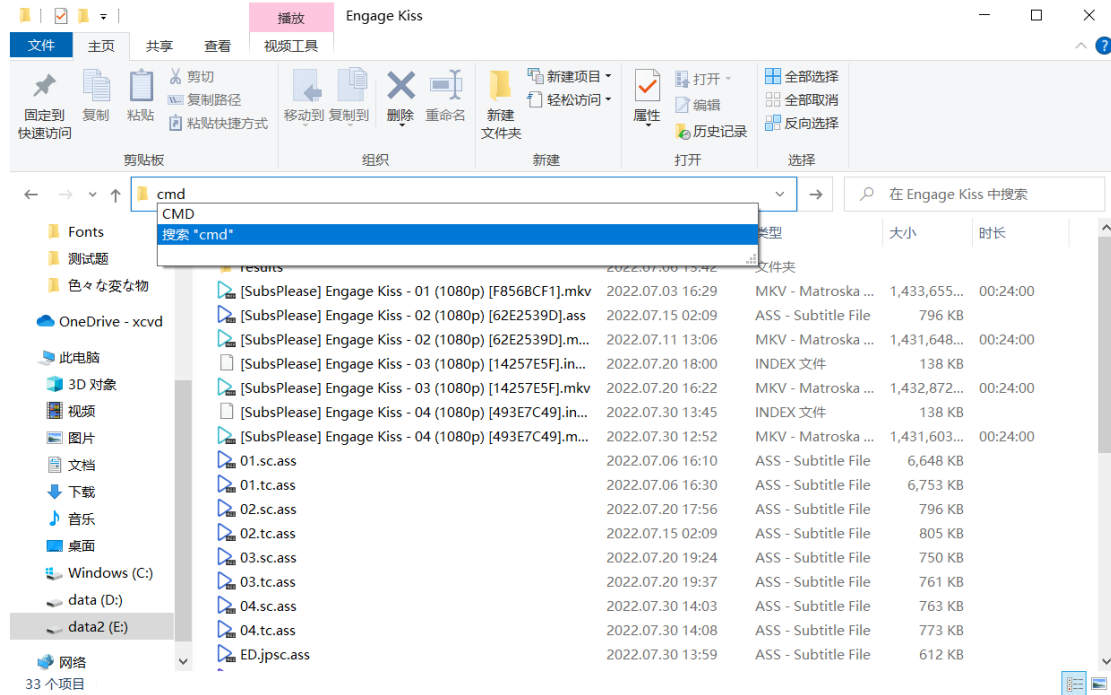 播放 Engage Kiss
文件 主页 共享 查看 视频工具
固定到快速访问 复制 粘贴 剪切 复制路径 粘贴快捷方式
移动到 复制到 删除 重命名
新建文件夹 新建项目 轻松访问
属性 打开 编辑 历史记录
全部选择 全部取消 反向选择
剪贴板 组织 新建 打开 选择
cmd 在 Engage Kiss 中搜索
CMD
搜索 "cmd"
类型 大小 时长
Fonts
测试题
色々な変な物
OneDrive - xcvd
此电脑
3D 对象
视频
图片
文档
下载
音乐
桌面
Windows (C:)
data (D:)
data2 (E:)
网络
results 2022.07.06 15:42 文件夹
[SubsPlease] Engage Kiss - 01 (1080p) [F856BCF1].mkv 2022.07.03 16:29 MKV - Matroska ... 1,433,655... 00:24:00
[SubsPlease] Engage Kiss - 02 (1080p) [62E2539D].ass 2022.07.15 02:09 ASS - Subtitle File 796 KB
[SubsPlease] Engage Kiss - 02 (1080p) [62E2539D].m... 2022.07.11 13:06 MKV - Matroska ... 1,431,648... 00:24:00
[SubsPlease] Engage Kiss - 03 (1080p) [14257E5F].in... 2022.07.20 18:00 INDEX 文件 138 KB
[SubsPlease] Engage Kiss - 03 (1080p) [14257E5F].mkv 2022.07.20 16:22 MKV - Matroska ... 1,432,872... 00:24:00
[SubsPlease] Engage Kiss - 04 (1080p) [493E7C49].in... 2022.07.30 13:45 INDEX 文件 138 KB
[SubsPlease] Engage Kiss - 04 (1080p) [493E7C49].m... 2022.07.30 12:52 MKV - Matroska ... 1,431,603... 00:24:00
01.sc.ass 2022.07.06 16:10 ASS - Subtitle File 6,648 KB
01.tc.ass 2022.07.06 16:30 ASS - Subtitle File 6,753 KB
02.sc.ass 2022.07.20 17:56 ASS - Subtitle File 796 KB
02.tc.ass 2022.07.15 02:09 ASS - Subtitle File 805 KB
03.sc.ass 2022.07.20 19:24 ASS - Subtitle File 750 KB
03.tc.ass 2022.07.20 19:37 ASS - Subtitle File 761 KB
04.sc.ass 2022.07.30 14:03 ASS - Subtitle File 763 KB
04.tc.ass 2022.07.30 14:08 ASS - Subtitle File 773 KB
ED.jpsc.ass 2022.07.30 13:59 ASS - Subtitle File 612 KB
33 个项目